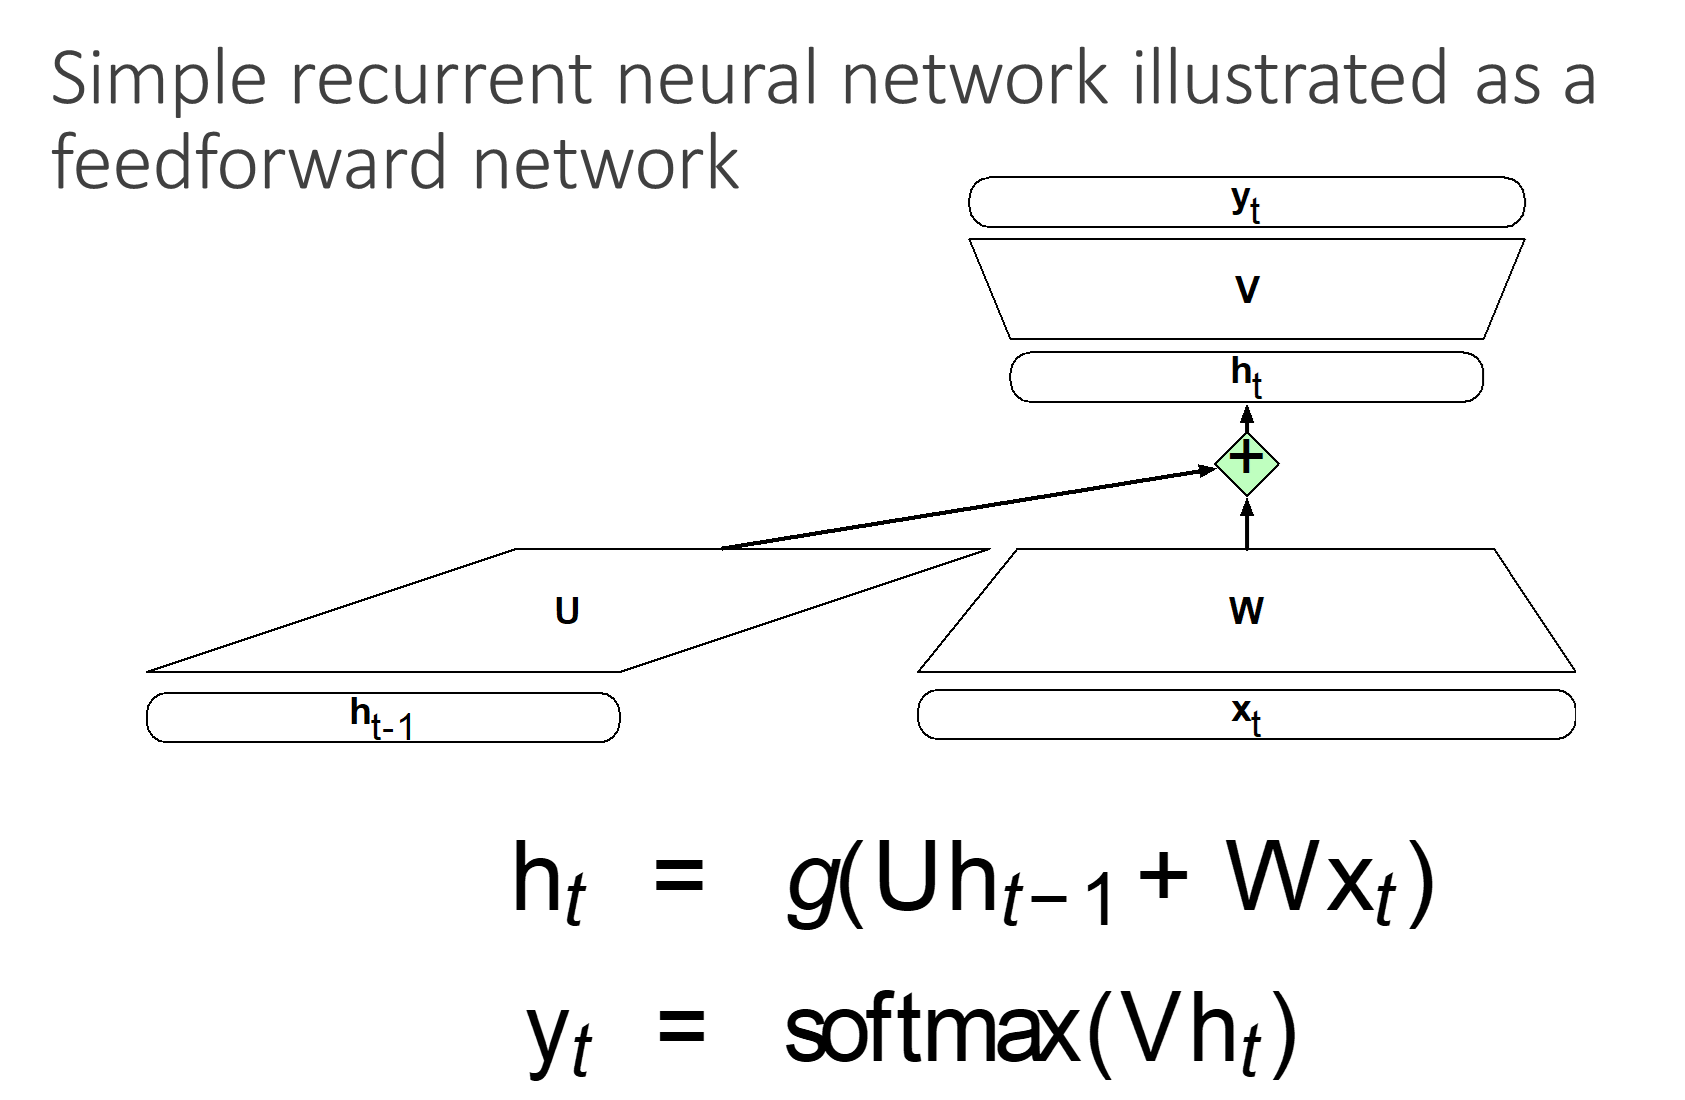 Simple recurrent neural network illustrated as a
feedforward network
yₜ
V
hₜ
+
U
W
hₜ₋₁
xₜ
hₜ = g(Uhₜ₋₁ + Wxₜ)
yₜ = softmax(Vhₜ)